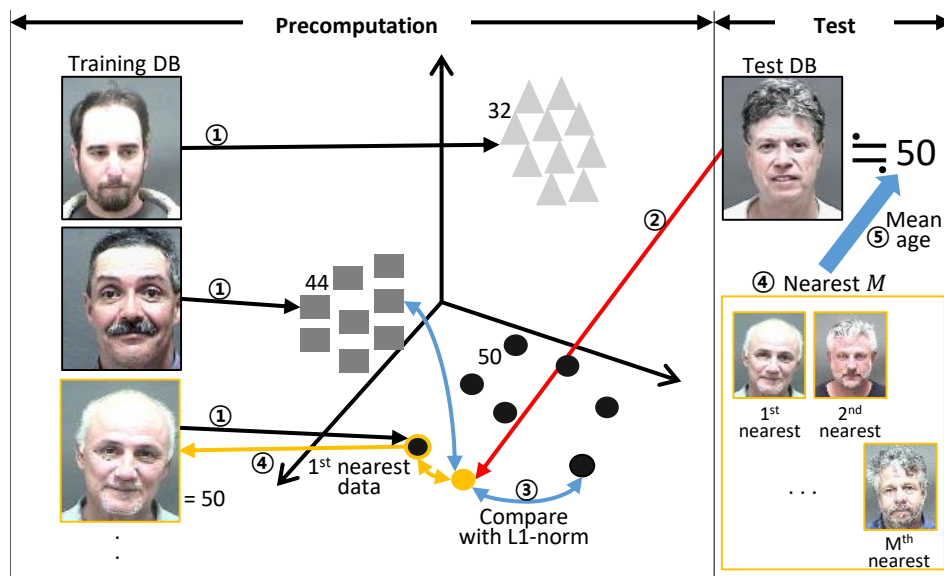 Precomputation
Test
Training DB
Test DB
①
32
②
≒ 50
⑤ Mean
age
①
44
④ Nearest M
50
1st
nearest
2nd
nearest
①
④
1st nearest
data
③
= 50
Compare
with L1-norm
. . .
Mth
nearest
.
.